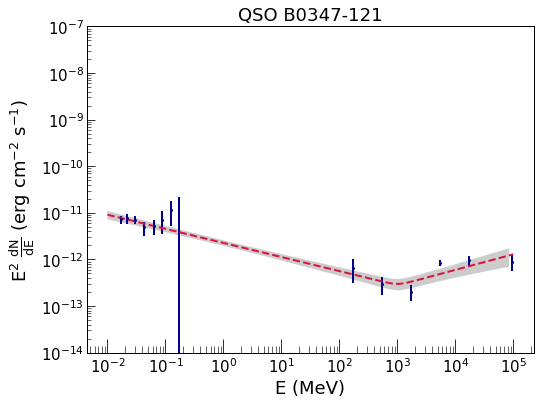 QSO B0347-121
10⁻⁷
10⁻⁸
10⁻⁹
10⁻¹⁰
10⁻¹¹
10⁻¹²
10⁻¹³
10⁻¹⁴
E² dN/dE (erg cm⁻² s⁻¹)
10⁻² 10⁻¹ 10⁰ 10¹ 10² 10³ 10⁴ 10⁵
E (MeV)